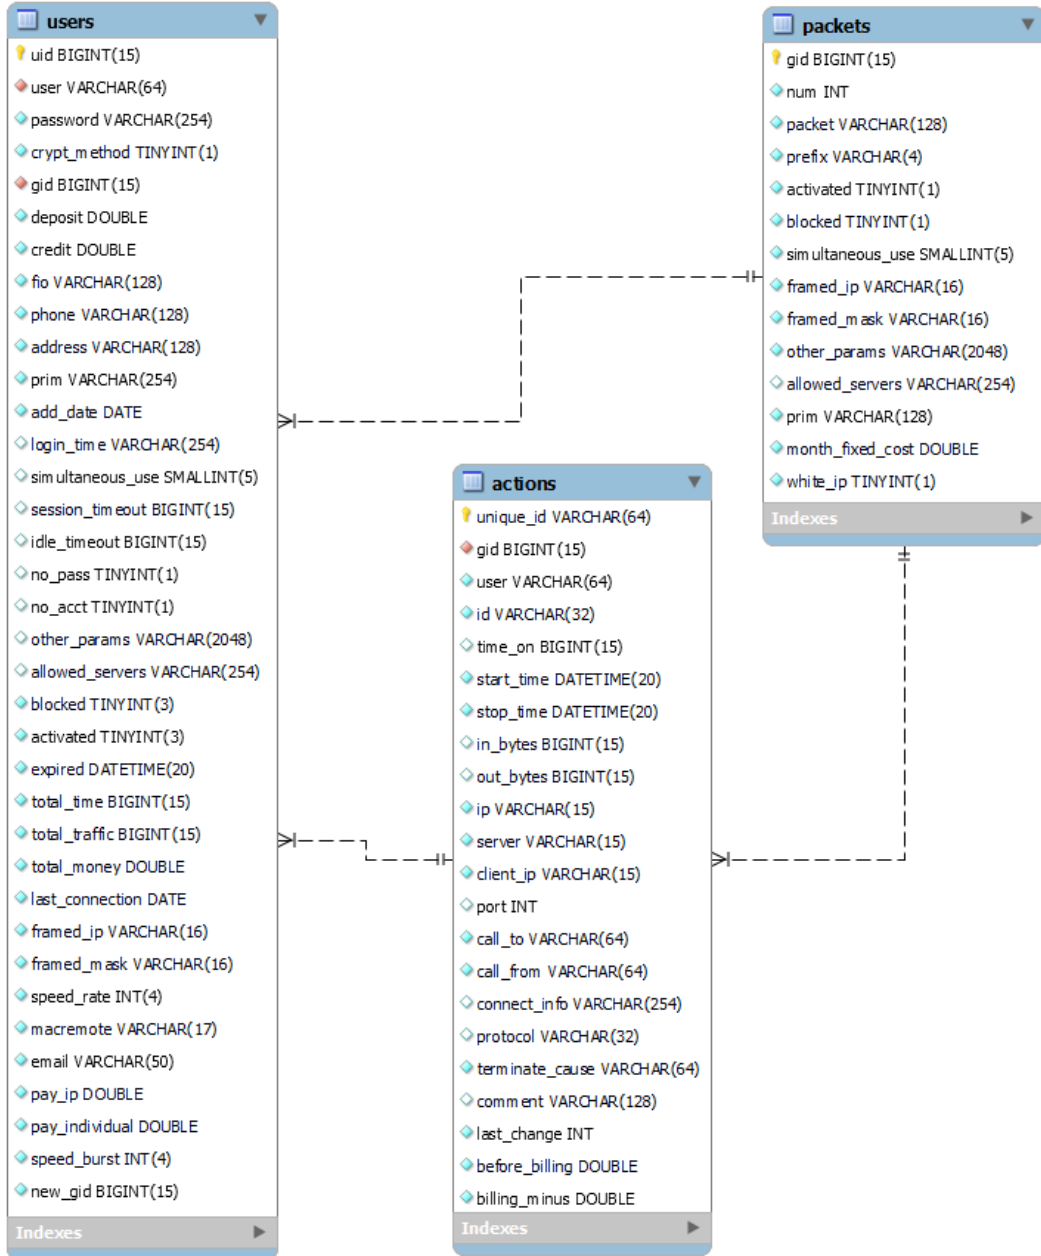 users
uid BIGINT(15)
user VARCHAR(64)
password VARCHAR(254)
crypt_method TINYINT(1)
gid BIGINT(15)
deposit DOUBLE
credit DOUBLE
fio VARCHAR(128)
phone VARCHAR(128)
address VARCHAR(128)
prim VARCHAR(254)
add_date DATE
login_time VARCHAR(254)
simultaneous_use SMALLINT(5)
session_timeout BIGINT(15)
idle_timeout BIGINT(15)
no_pass TINYINT(1)
no_acct TINYINT(1)
other_params VARCHAR(2048)
allowed_servers VARCHAR(254)
blocked TINYINT(3)
activated TINYINT(3)
expired DATETIME(20)
total_time BIGINT(15)
total_traffic BIGINT(15)
total_money DOUBLE
last_connection DATE
framed_ip VARCHAR(16)
framed_mask VARCHAR(16)
speed_rate INT(4)
macremote VARCHAR(17)
email VARCHAR(50)
pay_ip DOUBLE
pay_individual DOUBLE
speed_burst INT(4)
new_gid BIGINT(15)
Indexes
packets
gid BIGINT(15)
num INT
packet VARCHAR(128)
prefix VARCHAR(4)
activated TINYINT(1)
blocked TINYINT(1)
simultaneous_use SMALLINT(5)
framed_ip VARCHAR(16)
framed_mask VARCHAR(16)
other_params VARCHAR(2048)
allowed_servers VARCHAR(254)
prim VARCHAR(128)
month_fixed_cost DOUBLE
white_ip TINYINT(1)
Indexes
actions
unique_id VARCHAR(64)
gid BIGINT(15)
user VARCHAR(64)
id VARCHAR(32)
time_on BIGINT(15)
start_time DATETIME(20)
stop_time DATETIME(20)
in_bytes BIGINT(15)
out_bytes BIGINT(15)
ip VARCHAR(15)
server VARCHAR(15)
client_ip VARCHAR(15)
port INT
call_to VARCHAR(64)
call_from VARCHAR(64)
connect_info VARCHAR(254)
protocol VARCHAR(32)
terminate_cause VARCHAR(64)
comment VARCHAR(128)
last_change INT
before_billing DOUBLE
billing_minus DOUBLE
Indexes